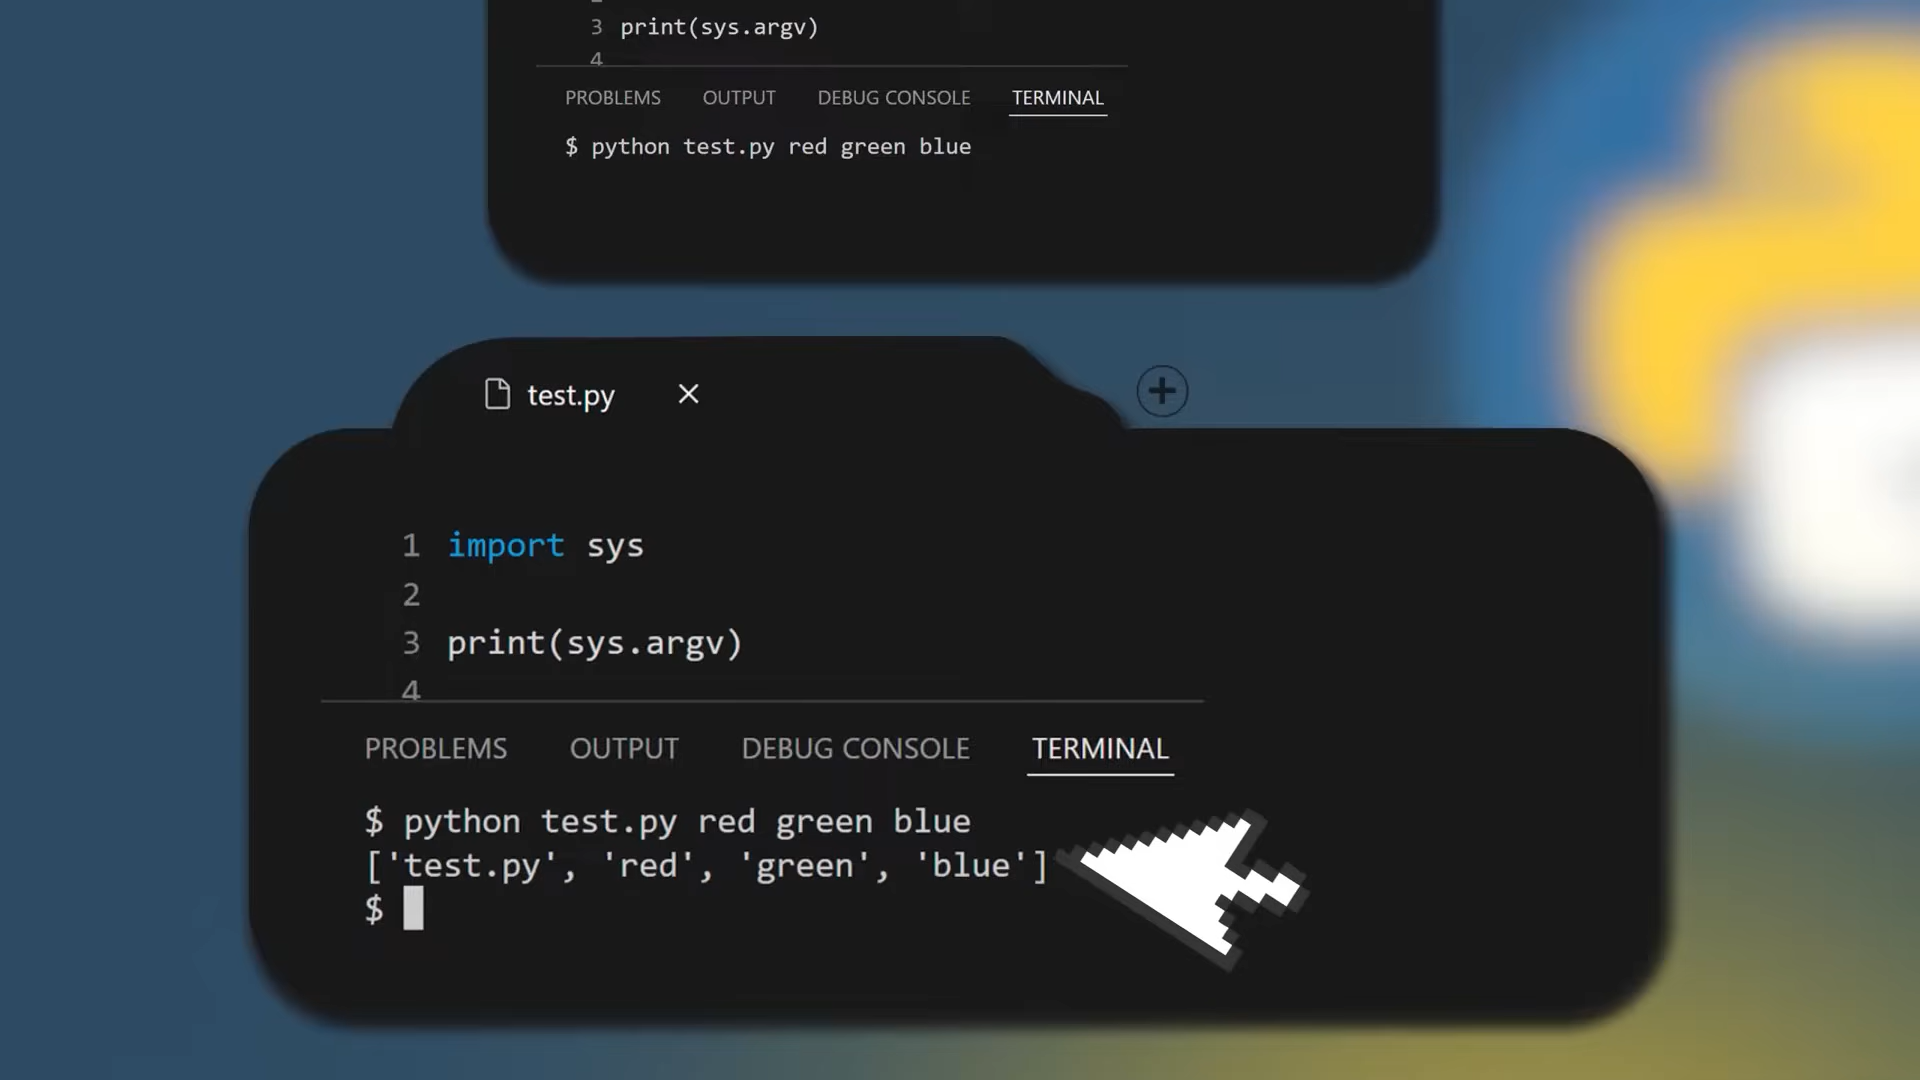 3 print(sys.argv)
4
PROBLEMS OUTPUT DEBUG CONSOLE TERMINAL
$ python test.py red green blue
test.py
1 import sys
2
3 print(sys.argv)
4
PROBLEMS OUTPUT DEBUG CONSOLE TERMINAL
$ python test.py red green blue
['test.py', 'red', 'green', 'blue']
$